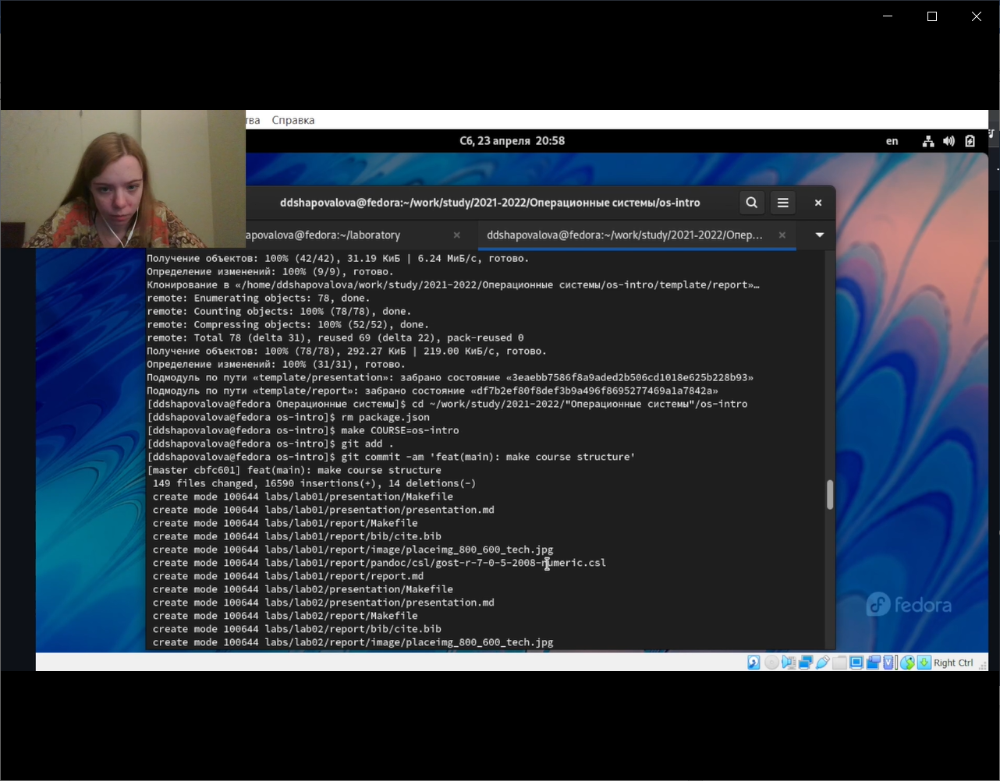 тва Справка
Сб, 23 апреля 20:58
en
ddshapovalova@fedora:~/work/study/2021-2022/Операционные системы/os-intro
apovalova@fedora:~/laboratory
ddshapovalova@fedora:~/work/study/2021-2022/Опер...
Получение объектов: 100% (42/42), 31.19 КиБ | 6.24 МиБ/с, готово.
Определение изменений: 100% (9/9), готово.
Клонирование в «/home/ddshapovalova/work/study/2021-2022/Операционные системы/os-intro/template/report»…
remote: Enumerating objects: 78, done.
remote: Counting objects: 100% (78/78), done.
remote: Compressing objects: 100% (52/52), done.
remote: Total 78 (delta 31), reused 69 (delta 22), pack-reused 0
Получение объектов: 100% (78/78), 292.27 КиБ | 219.00 КиБ/с, готово.
Определение изменений: 100% (31/31), готово.
Подмодуль по пути «template/presentation»: забрано состояние «3eaebb7586f8a9aded2b506cd1018e625b228b93»
Подмодуль по пути «template/report»: забрано состояние «df7b2ef80f8def3b9a496f8695277469a1a7842a»
[ddshapovalova@fedora Операционные системы]$ cd ~/work/study/2021-2022/"Операционные системы"/os-intro
[ddshapovalova@fedora os-intro]$ rm package.json
[ddshapovalova@fedora os-intro]$ make COURSE=os-intro
[ddshapovalova@fedora os-intro]$ git add .
[ddshapovalova@fedora os-intro]$ git commit -am 'feat(main): make course structure'
[master cbfc601] feat(main): make course structure
149 files changed, 16590 insertions(+), 14 deletions(-)
create mode 100644 labs/lab01/presentation/Makefile
create mode 100644 labs/lab01/presentation/presentation.md
create mode 100644 labs/lab01/report/Makefile
create mode 100644 labs/lab01/report/bib/cite.bib
create mode 100644 labs/lab01/report/image/placeimg_800_600_tech.jpg
create mode 100644 labs/lab01/report/pandoc/csl/gost-r-7-0-5-2008-numeric.csl
create mode 100644 labs/lab01/report/report.md
create mode 100644 labs/lab02/presentation/Makefile
create mode 100644 labs/lab02/presentation/presentation.md
create mode 100644 labs/lab02/report/Makefile
create mode 100644 labs/lab02/report/bib/cite.bib
create mode 100644 labs/lab02/report/image/placeimg_800_600_tech.jpg
fedora
Right Ctrl